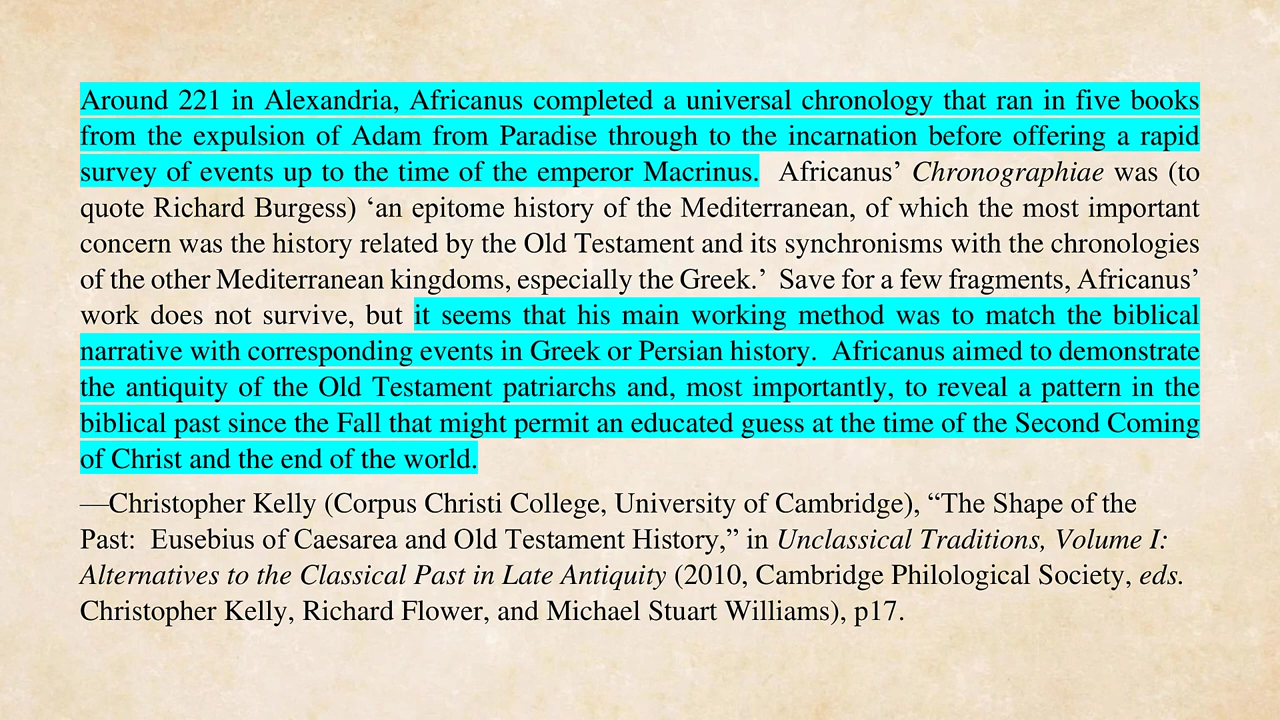 Around 221 in Alexandria, Africanus completed a universal chronology that ran in five books
from the expulsion of Adam from Paradise through to the incarnation before offering a rapid
survey of events up to the time of the emperor Macrinus.  Africanus’ Chronographiae was (to
quote Richard Burgess) ‘an epitome history of the Mediterranean, of which the most important
concern was the history related by the Old Testament and its synchronisms with the chronologies
of the other Mediterranean kingdoms, especially the Greek.’  Save for a few fragments, Africanus’
work does not survive, but it seems that his main working method was to match the biblical
narrative with corresponding events in Greek or Persian history.  Africanus aimed to demonstrate
the antiquity of the Old Testament patriarchs and, most importantly, to reveal a pattern in the
biblical past since the Fall that might permit an educated guess at the time of the Second Coming
of Christ and the end of the world.
—Christopher Kelly (Corpus Christi College, University of Cambridge), “The Shape of the
Past:  Eusebius of Caesarea and Old Testament History,” in Unclassical Traditions, Volume I:
Alternatives to the Classical Past in Late Antiquity (2010, Cambridge Philological Society, eds.
Christopher Kelly, Richard Flower, and Michael Stuart Williams), p17.